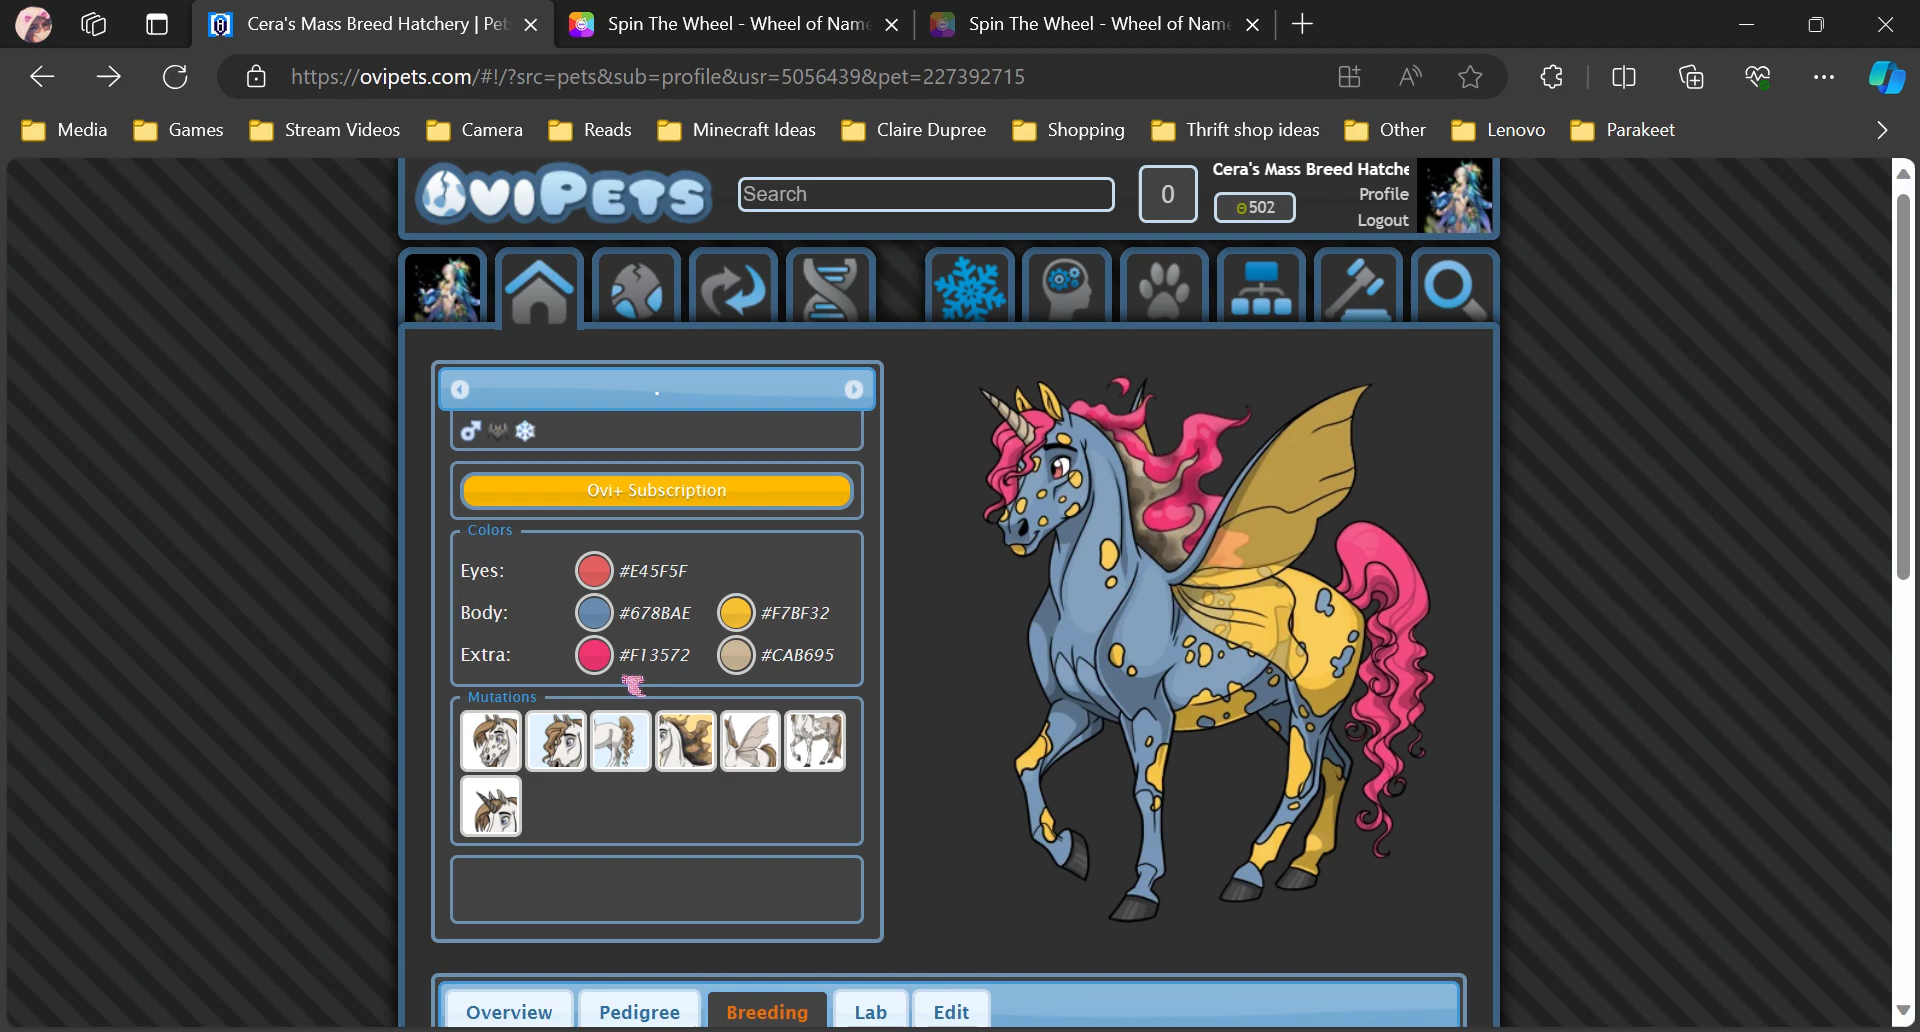 Cera's Mass Breed Hatchery | Pet
Spin The Wheel - Wheel of Name
Spin The Wheel - Wheel of Name
https://ovipets.com/#!/?src=pets&sub=profile&usr=5056439&pet=227392715
Media
Games
Stream Videos
Camera
Reads
Minecraft Ideas
Claire Dupree
Shopping
Thrift shop ideas
Other
Lenovo
Parakeet
OviPets
Search
0
Cera's Mass Breed Hatche
502
Profile
Logout
.
Ovi+ Subscription
Colors
Eyes: #E45F5F
Body: #678BAE #F7BF32
Extra: #F13572 #CAB695
Mutations
Overview
Pedigree
Breeding
Lab
Edit